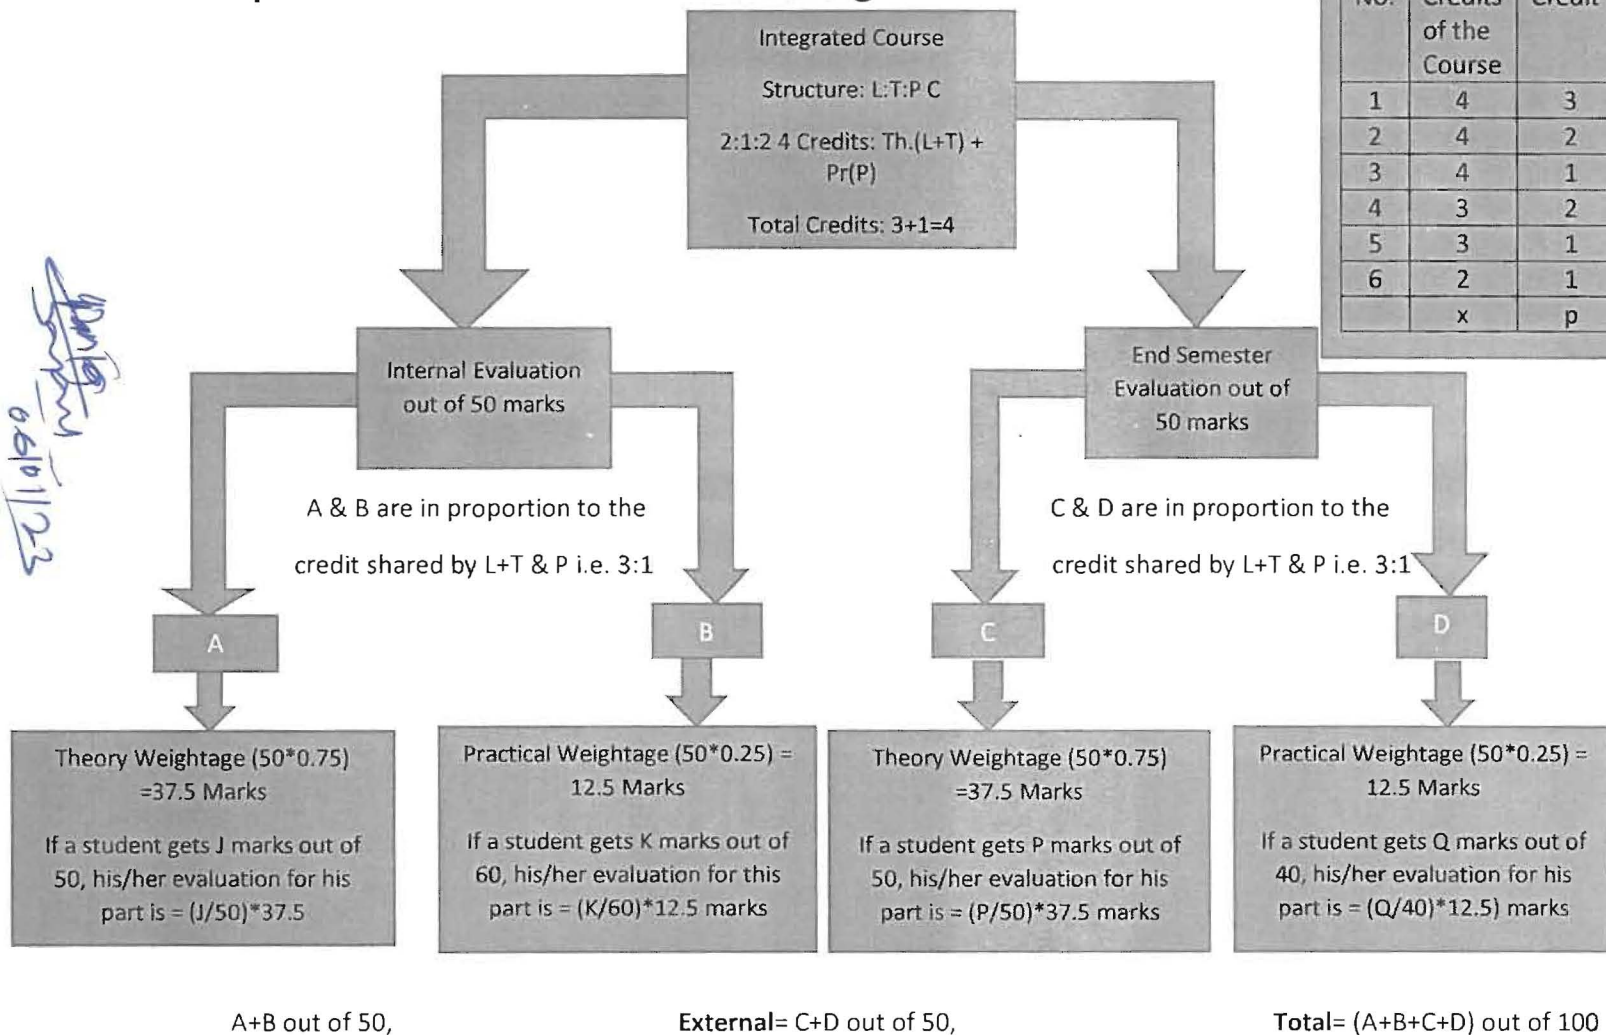 Integrated Course
Structure: L:T:P C
2:1:2 4 Credits: Th.(L+T) +
Pr(P)
Total Credits: 3+1=4
No. Credits Credit
of the
Course
1 4 3
2 4 2
3 4 1
4 3 2
5 3 1
6 2 1
x p
Internal Evaluation
out of 50 marks
End Semester
Evaluation out of
50 marks
A & B are in proportion to the
credit shared by L+T & P i.e. 3:1
C & D are in proportion to the
credit shared by L+T & P i.e. 3:1
06/01/23
A
B
C
D
Theory Weightage (50*0.75)
=37.5 Marks
If a student gets J marks out of
50, his/her evaluation for his
part is = (J/50)*37.5
Practical Weightage (50*0.25) =
12.5 Marks
If a student gets K marks out of
60, his/her evaluation for this
part is = (K/60)*12.5 marks
Theory Weightage (50*0.75)
=37.5 Marks
If a student gets P marks out of
50, his/her evaluation for his
part is = (P/50)*37.5 marks
Practical Weightage (50*0.25) =
12.5 Marks
If a student gets Q marks out of
40, his/her evaluation for his
part is = (Q/40)*12.5) marks
A+B out of 50,
External= C+D out of 50,
Total= (A+B+C+D) out of 100